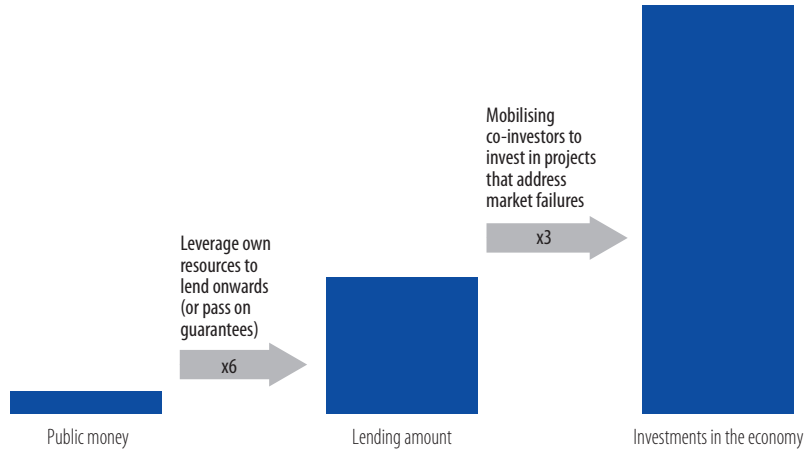 Mobilising
co-investors to
invest in projects
that address
market failures
x3
Leverage own
resources to
lend onwards
(or pass on
guarantees)
x6
Public money
Lending amount
Investments in the economy